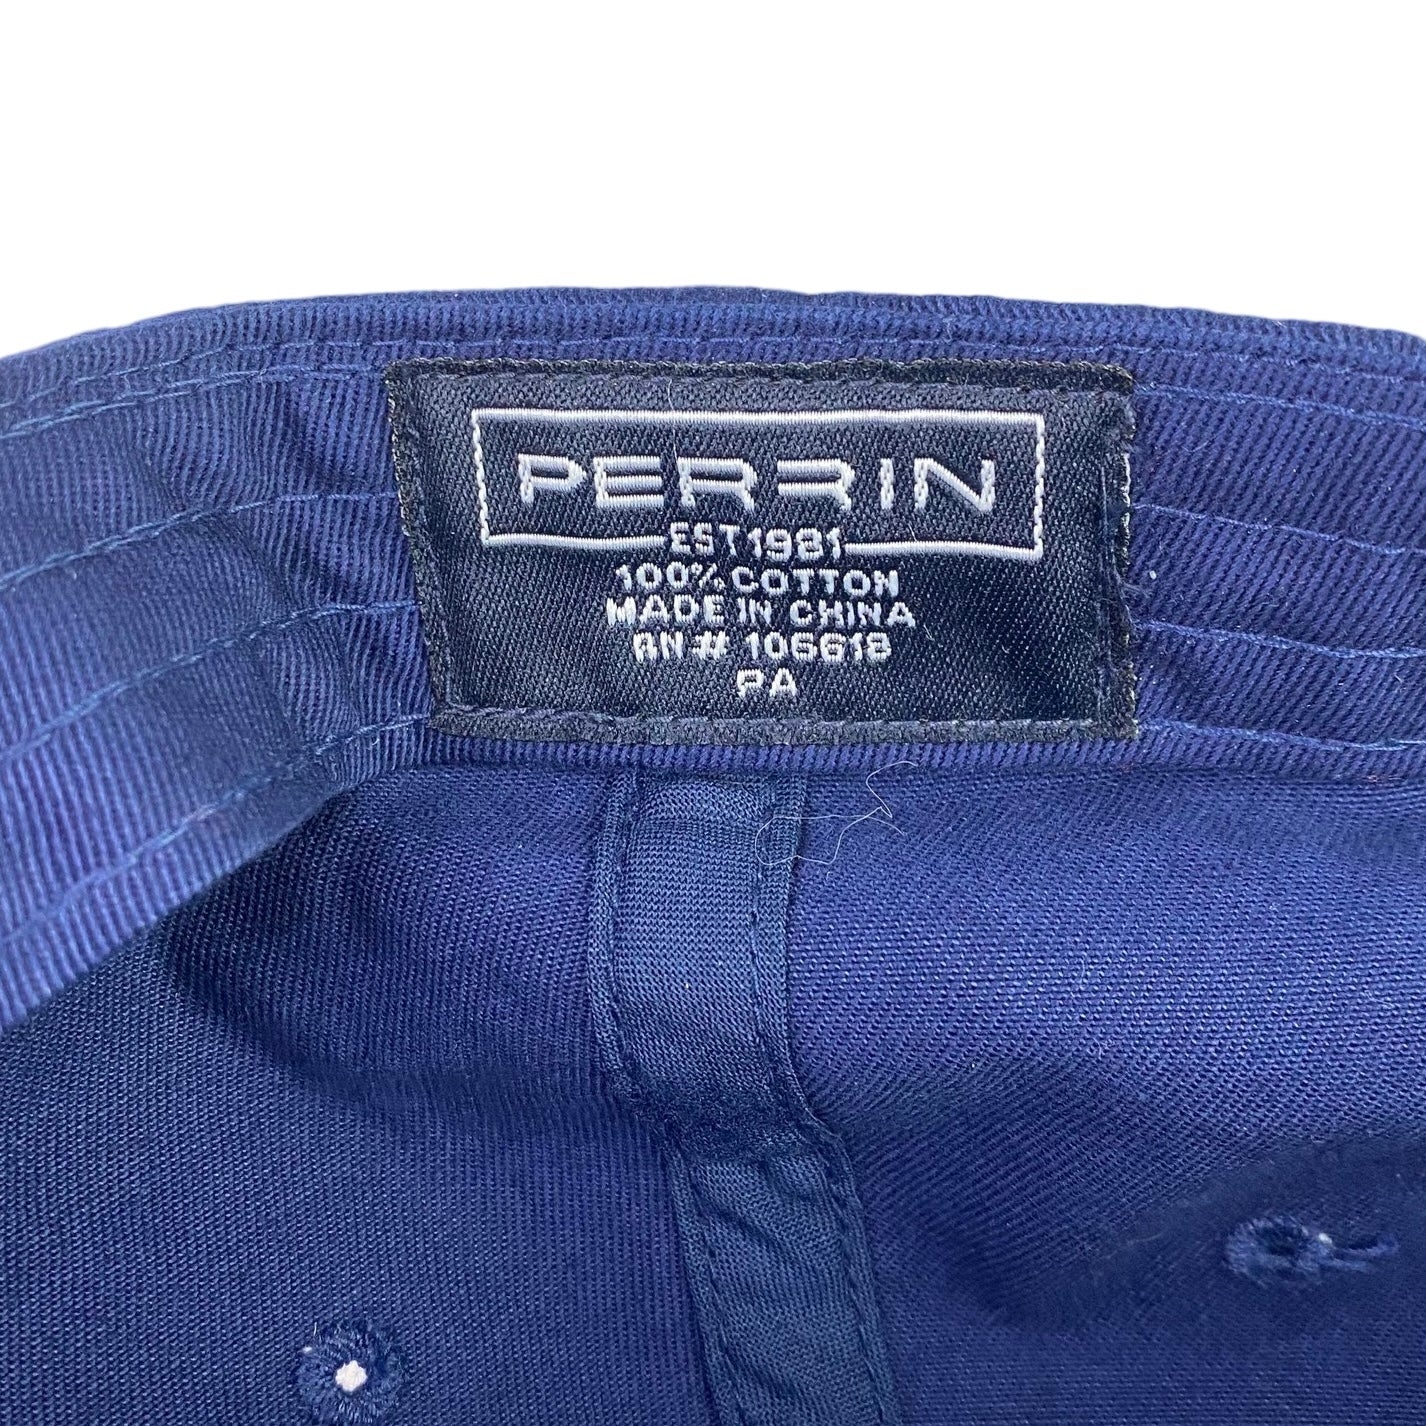 PERRIN
EST 1981
100% COTTON
MADE IN CHINA
RN# 106618
PA